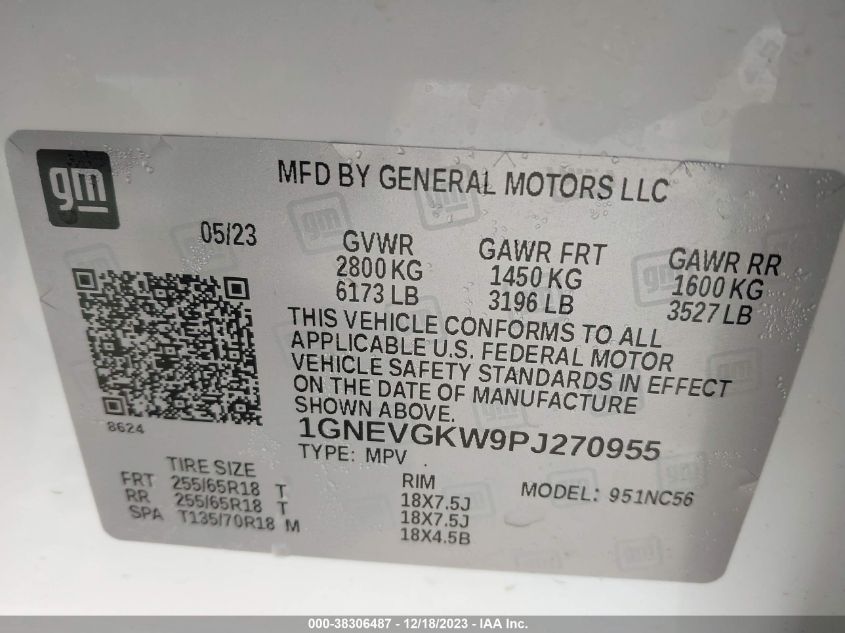 gm
MFD BY GENERAL MOTORS LLC
05/23
GVWR
2800 KG
6173 LB
GAWR FRT
1450 KG
3196 LB
GAWR RR
1600 KG
3527 LB
THIS VEHICLE CONFORMS TO ALL
APPLICABLE U.S. FEDERAL MOTOR
VEHICLE SAFETY STANDARDS IN EFFECT
ON THE DATE OF MANUFACTURE
SHOWN ABOVE.
8624
1GNEVGKW9PJ270955
TYPE: MPV
MODEL: 951NC56
TIRE SIZE
RIM
FRT 255/65R18 T 18X7.5J
RR 255/65R18 T 18X7.5J
SPA T135/70R18 M 18X4.5B
000-38306487 - 12/18/2023 - IAA Inc.